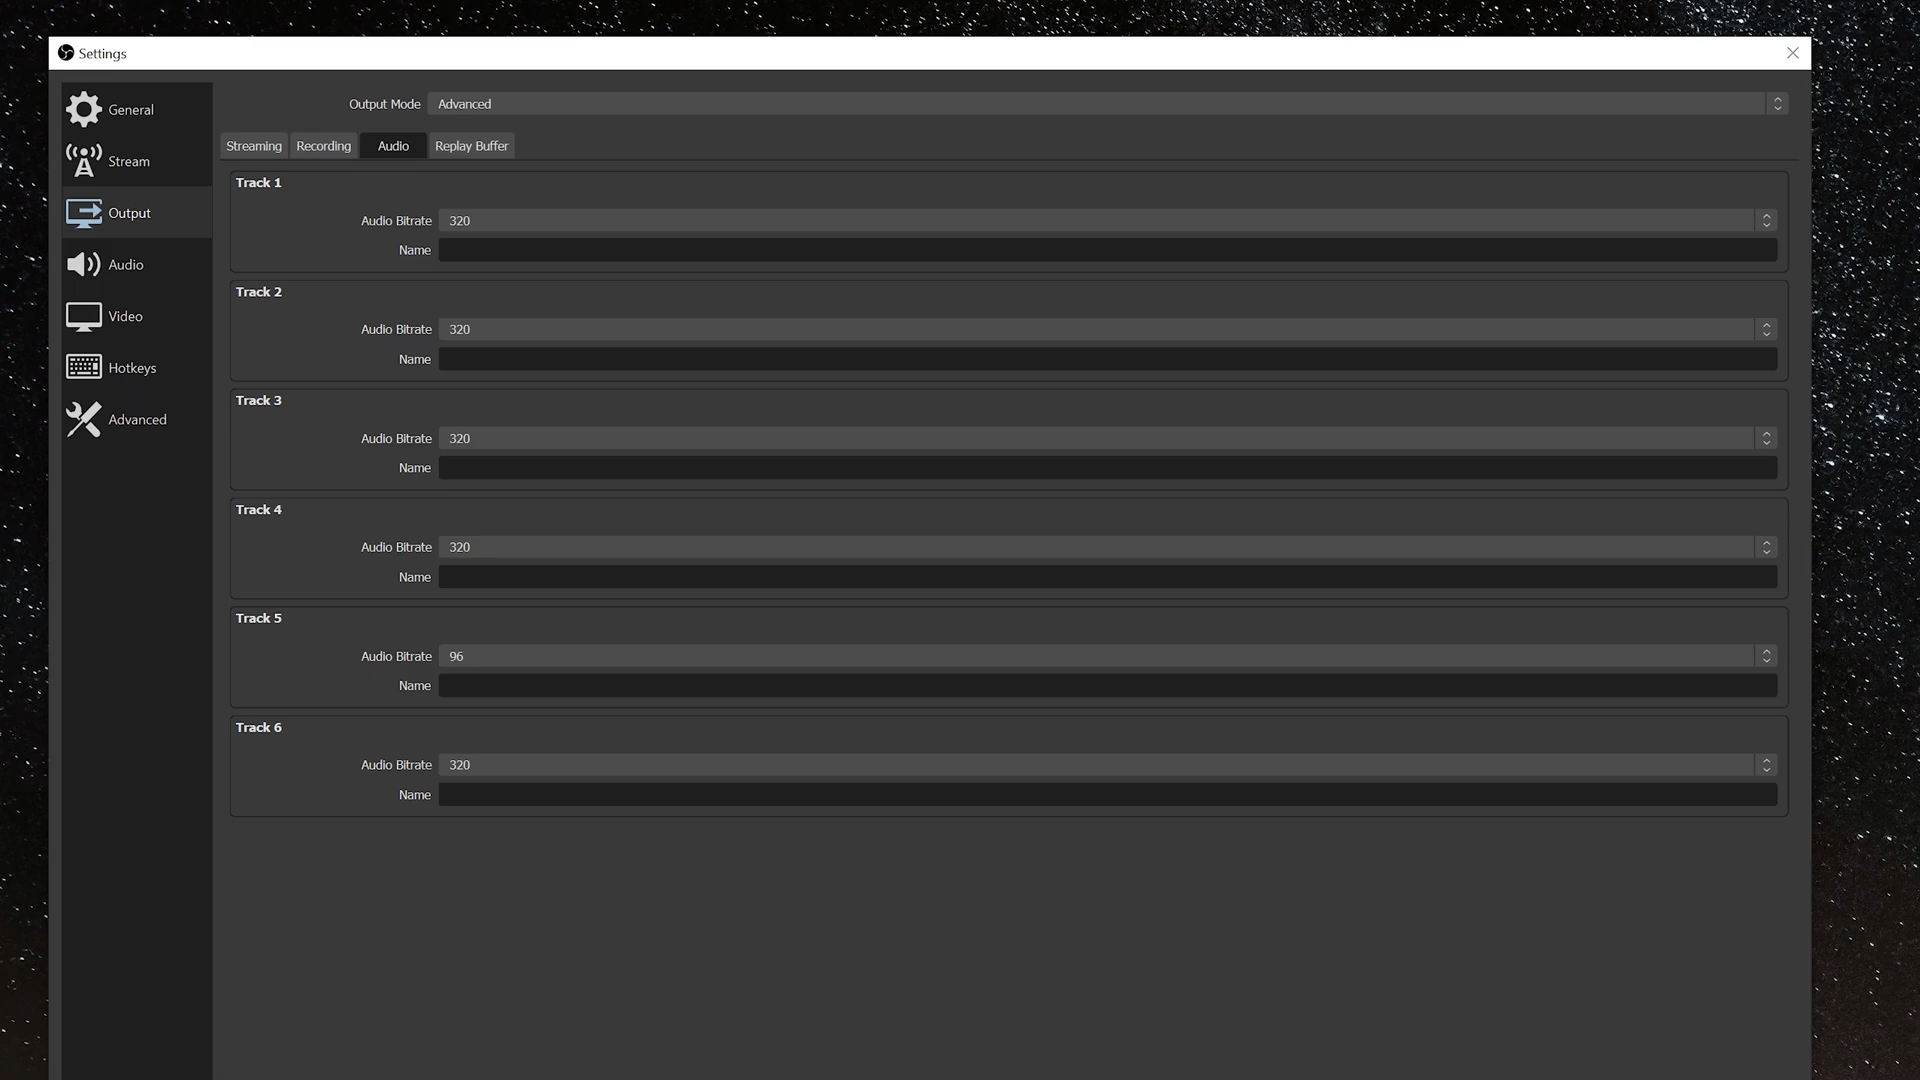 Settings
General
Stream
Output
Audio
Video
Hotkeys
Advanced
Output Mode Advanced
Streaming Recording Audio Replay Buffer
Track 1
Audio Bitrate 320
Name
Track 2
Audio Bitrate 320
Name
Track 3
Audio Bitrate 320
Name
Track 4
Audio Bitrate 320
Name
Track 5
Audio Bitrate 96
Name
Track 6
Audio Bitrate 320
Name